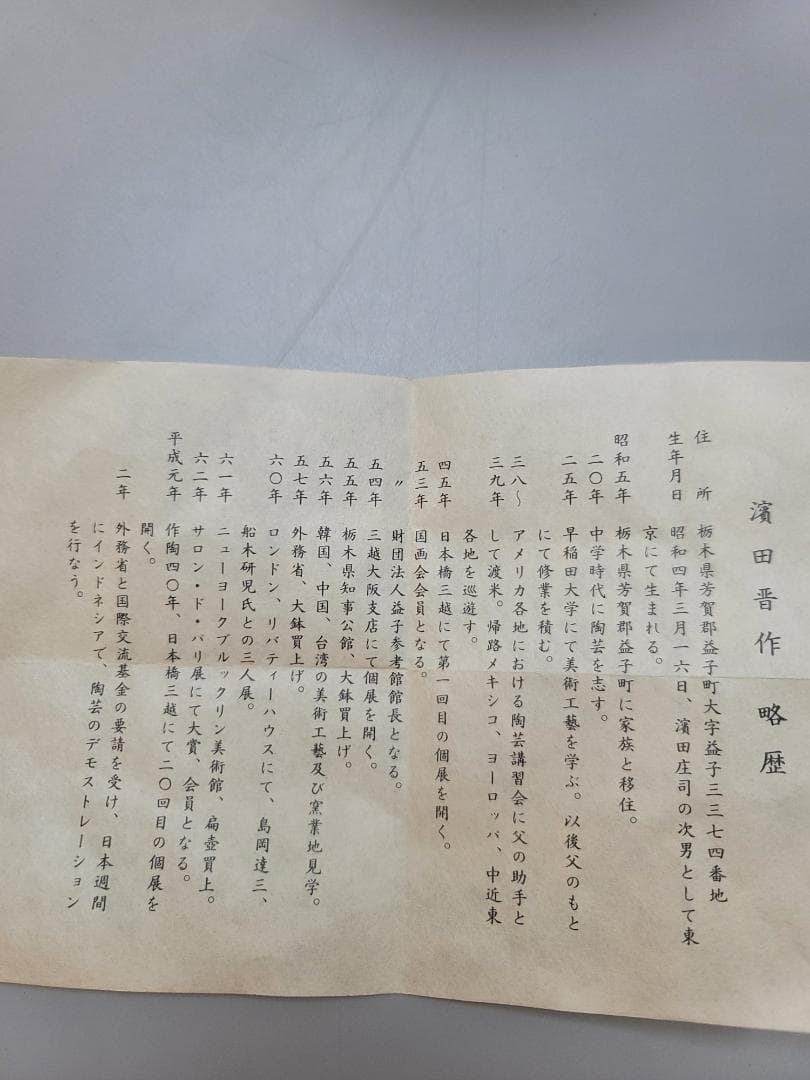 濱田晋作 略歴
住所 栃木県芳賀郡益子町大字益子三三七四番地
生年月日 昭和四年三月一六日、濱田庄司の次男として東
京にて生まれる。
昭和五年 栃木県芳賀郡益子町に家族と移住。
二〇年 中学時代に陶芸を志す。
二五年 早稲田大学にて美術工藝を学ぶ。以後父のもと
にて修業を積む。
三八～ アメリカ各地における陶芸講習会に父の助手と
三九年 して渡米。帰路メキシコ、ヨーロッパ、中近東
各地を巡遊す。
四五年 日本橋三越にて第一回目の個展を開く。
五三年 国画会会員となる。
〃 財団法人益子参考館館長となる。
五四年 三越大阪支店にて個展を開く。
五五年 栃木県知事公館、大鉢買上げ。
五六年 韓国、中国、台湾の美術工藝及び窯業地見学。
五七年 外務省、大鉢買上げ。
六〇年 ロンドン、リバティーハウスにて、島岡達三、
船木研児氏との三人展。
六一年 ニューヨークブルックリン美術館、扁壺買上。
六二年 サロン・ド・パリ展にて大賞、会員となる。
平成元年 作陶四〇年、日本橋三越にて二〇回目の個展を
開く。
二年 外務省と国際交流基金の要請を受け、日本週間
にインドネシアで、陶芸のデモストレーション
を行なう。